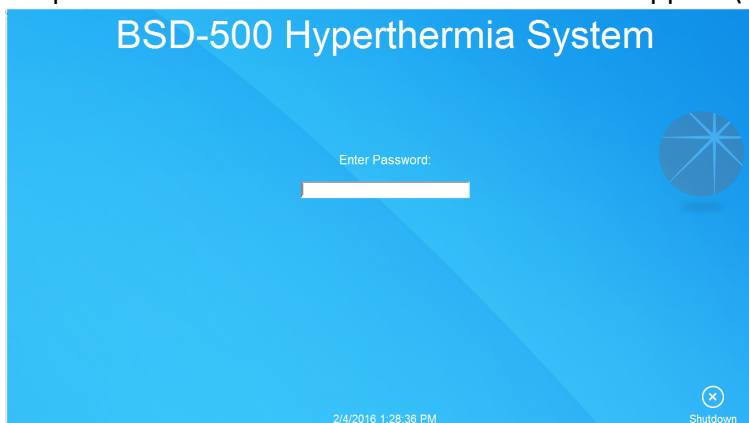 BSD-500 Hyperthermia System
Enter Password:
2/4/2016 1:28:36 PM
Shutdown